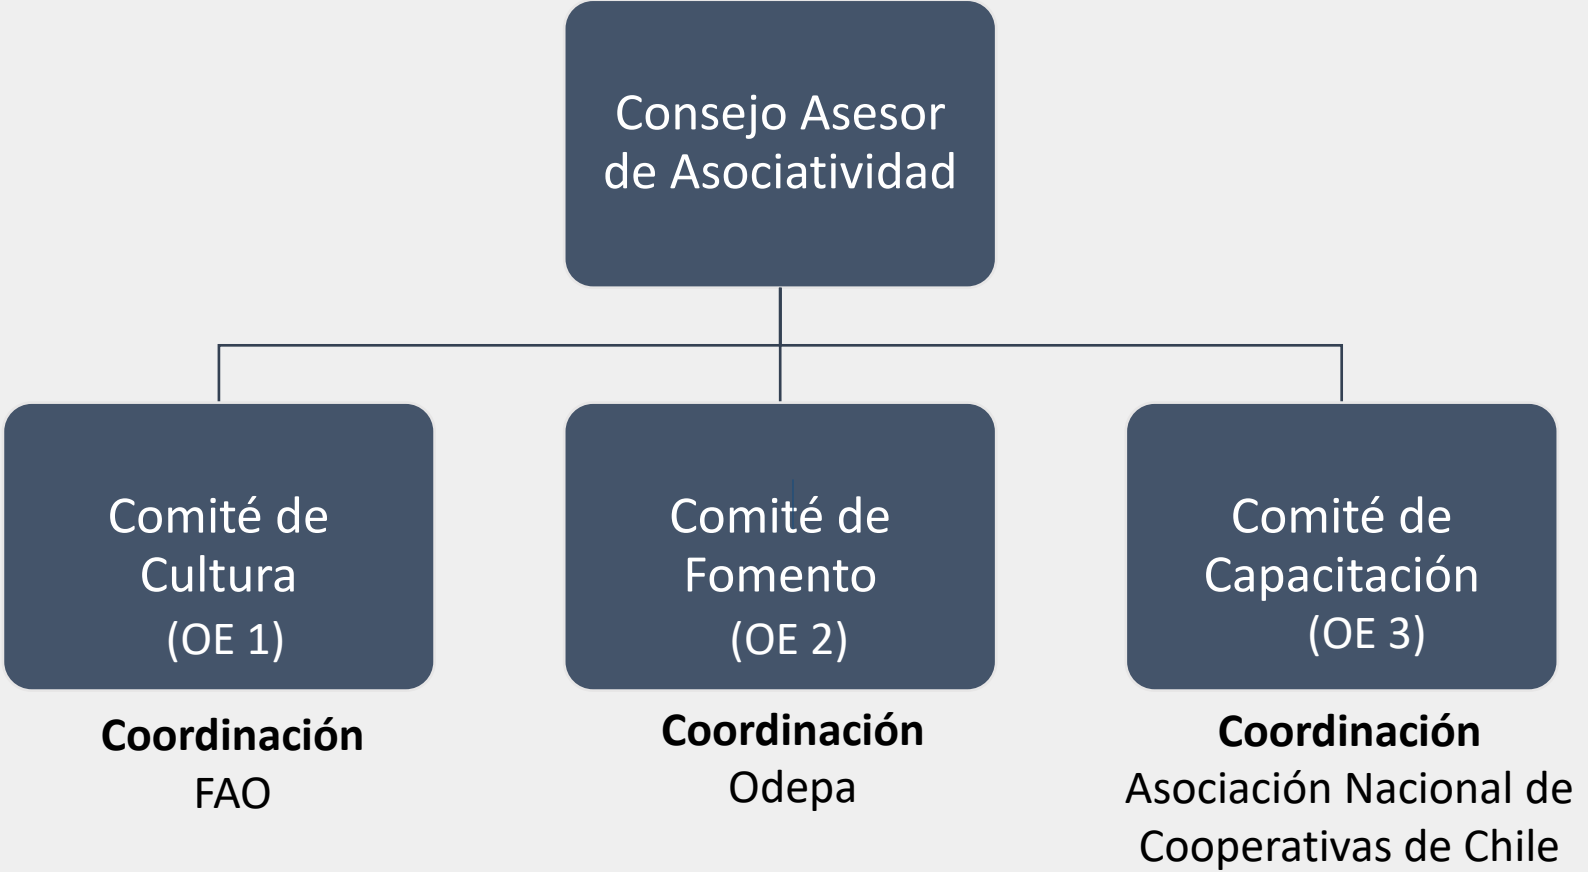 Consejo Asesor
de Asociatividad
Comité de
Cultura
(OE 1)
Coordinación
FAO
Comité de
Fomento
(OE 2)
Coordinación
Odepa
Comité de
Capacitación
(OE 3)
Coordinación
Asociación Nacional de
Cooperativas de Chile